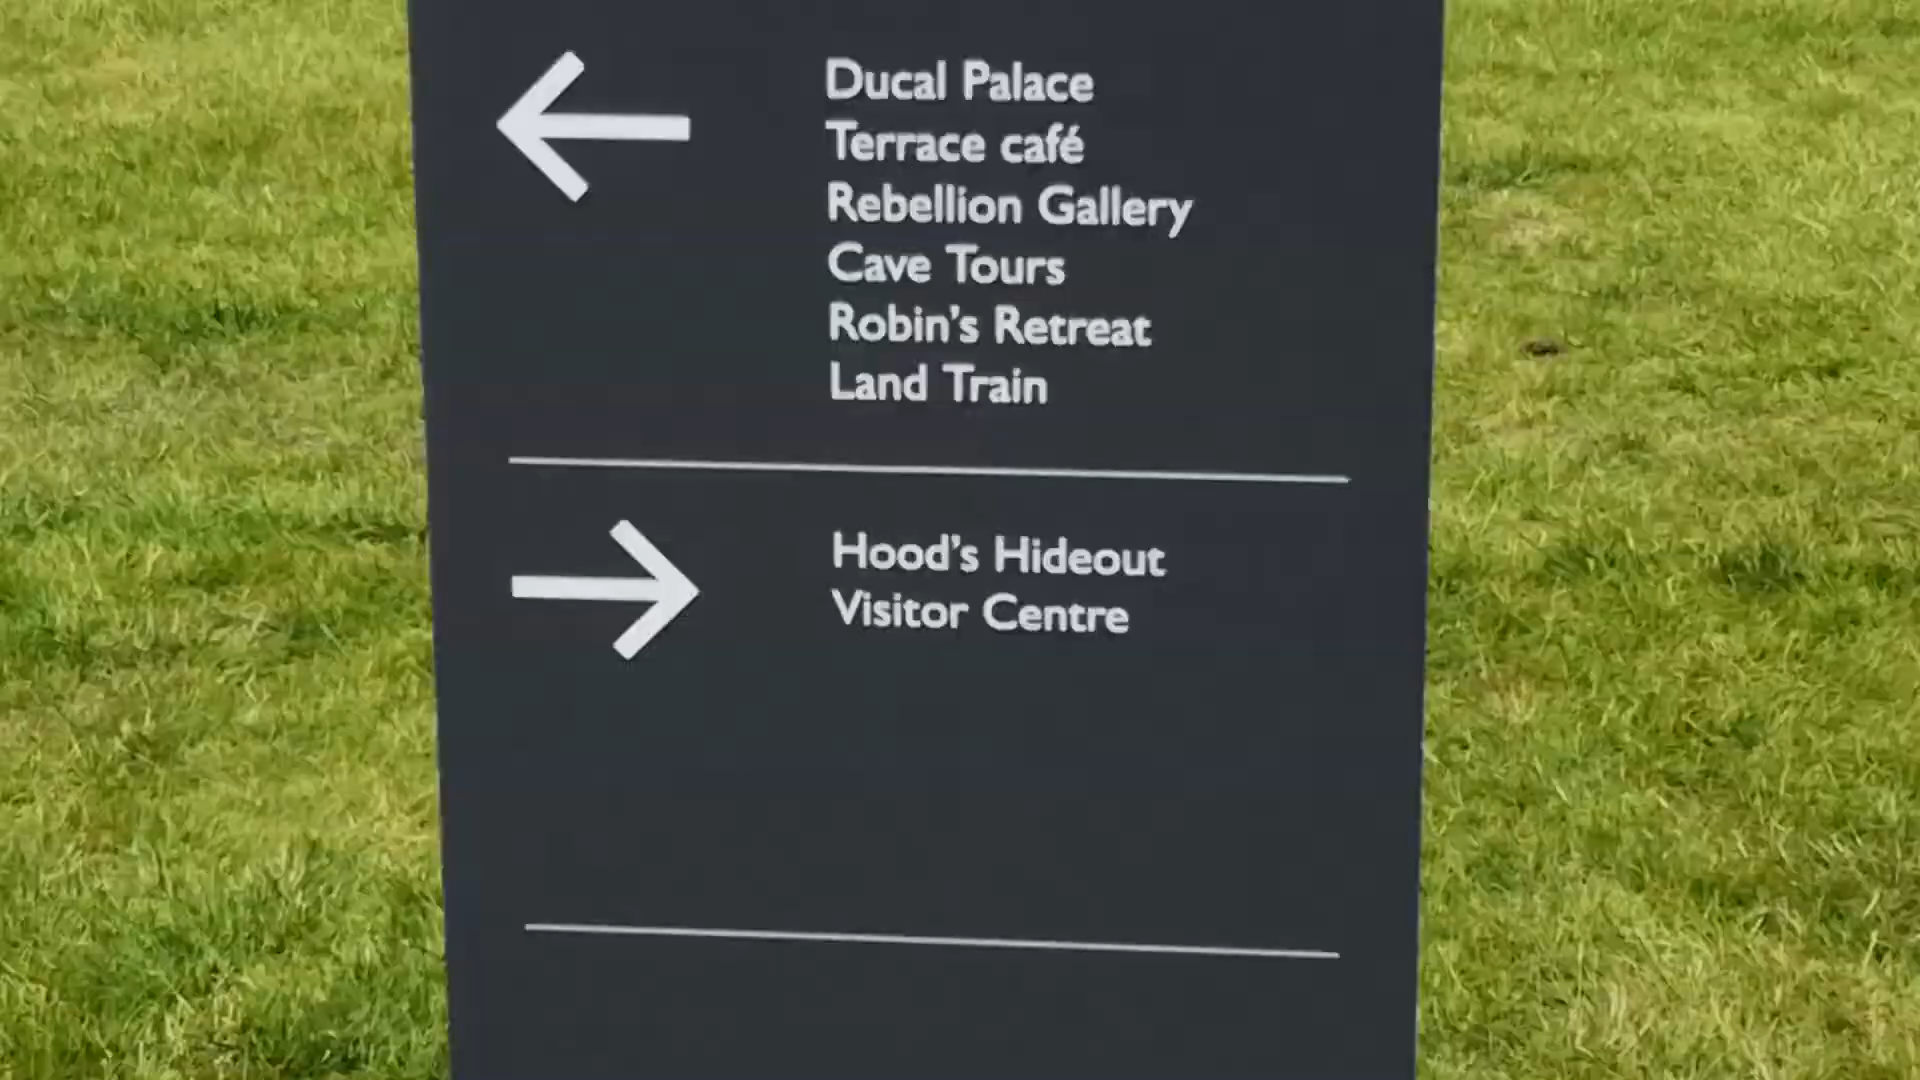 Ducal Palace
Terrace café
Rebellion Gallery
Cave Tours
Robin's Retreat
Land Train
Hood's Hideout
Visitor Centre